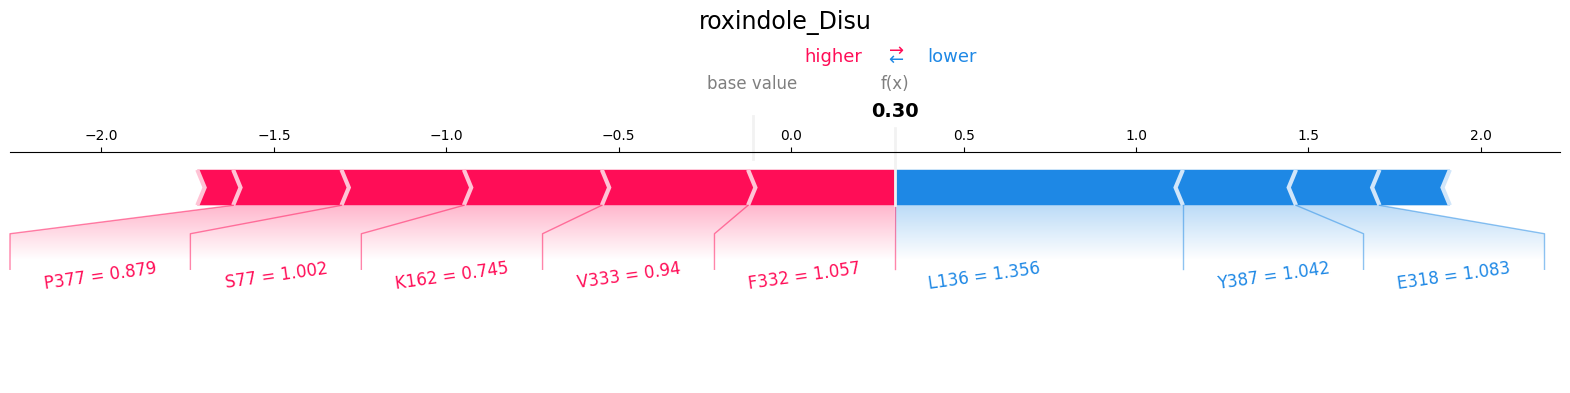 roxindole_Disu
higher ⇄ lower
base value f(x)
0.30
−2.0 −1.5 −1.0 −0.5 0.0 0.5 1.0 1.5 2.0
P377 = 0.879 S77 = 1.002 K162 = 0.745 V333 = 0.94 F332 = 1.057 L136 = 1.356 Y387 = 1.042 E318 = 1.083